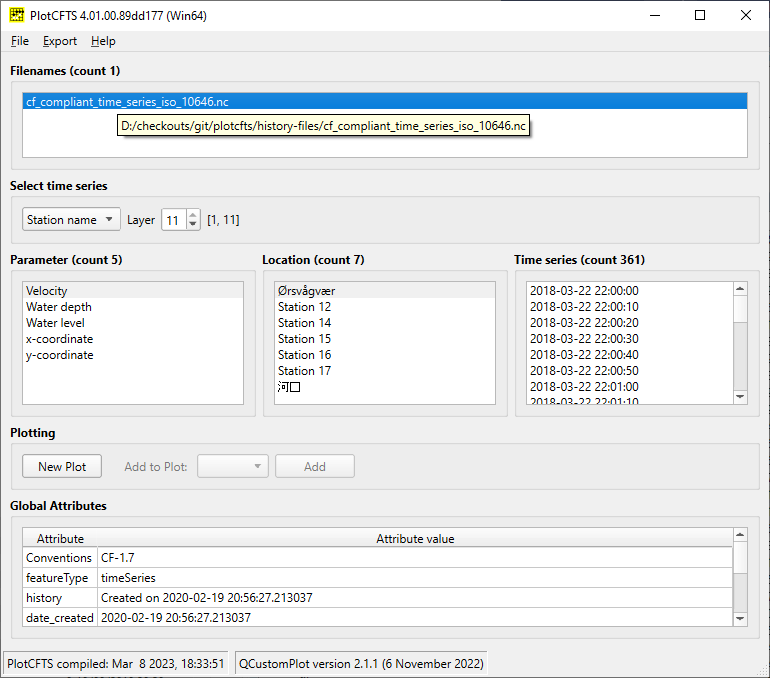 PlotCFTS 4.01.00.89dd177 (Win64)
File Export Help
Filenames (count 1)
cf_compliant_time_series_iso_10646.nc
D:/checkouts/git/plotcfts/history-files/cf_compliant_time_series_iso_10646.nc
Select time series
Station name Layer 11 [1, 11]
Parameter (count 5)
Velocity
Water depth
Water level
x-coordinate
y-coordinate
Location (count 7)
Ørsvågvær
Station 12
Station 14
Station 15
Station 16
Station 17
河口
Time series (count 361)
2018-03-22 22:00:00
2018-03-22 22:00:10
2018-03-22 22:00:20
2018-03-22 22:00:30
2018-03-22 22:00:40
2018-03-22 22:00:50
2018-03-22 22:01:00
2018-03-22 22:01:10
Plotting
New Plot Add to Plot: Add
Global Attributes
Attribute Attribute value
Conventions CF-1.7
featureType timeSeries
history Created on 2020-02-19 20:56:27.213037
date_created 2020-02-19 20:56:27.213037
PlotCFTS compiled: Mar  8 2023, 18:33:51 QCustomPlot version 2.1.1 (6 November 2022)